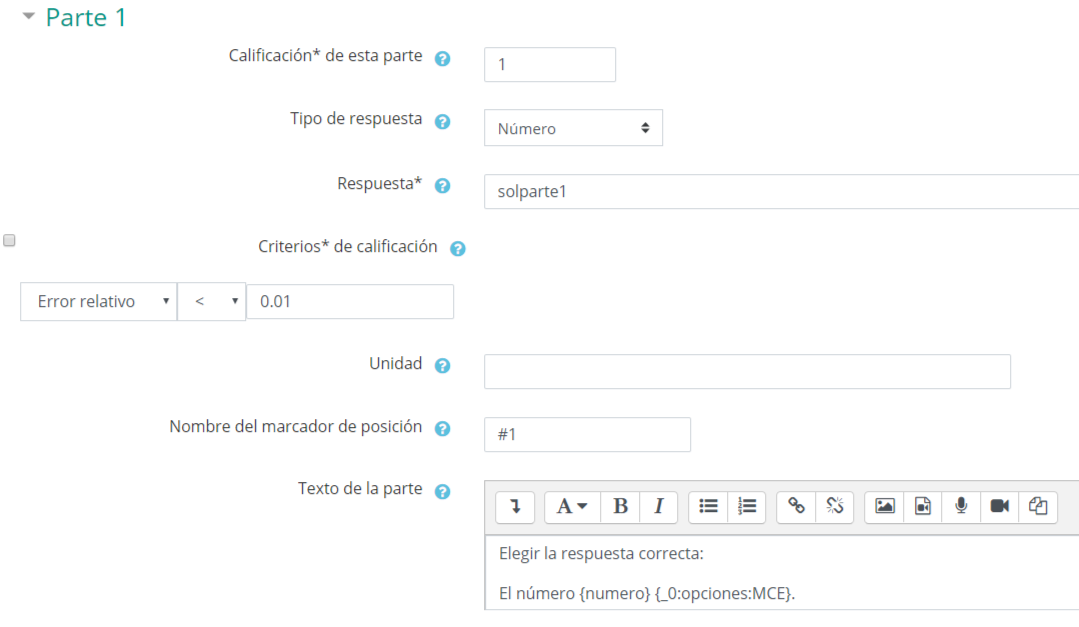 Parte 1
Calificación* de esta parte
1
Tipo de respuesta
Número
Respuesta*
solparte1
Criterios* de calificación
Error relativo < 0.01
Unidad
Nombre del marcador de posición
#1
Texto de la parte
A B I
Elegir la respuesta correcta:
El número {numero} {_0:opciones:MCE}.